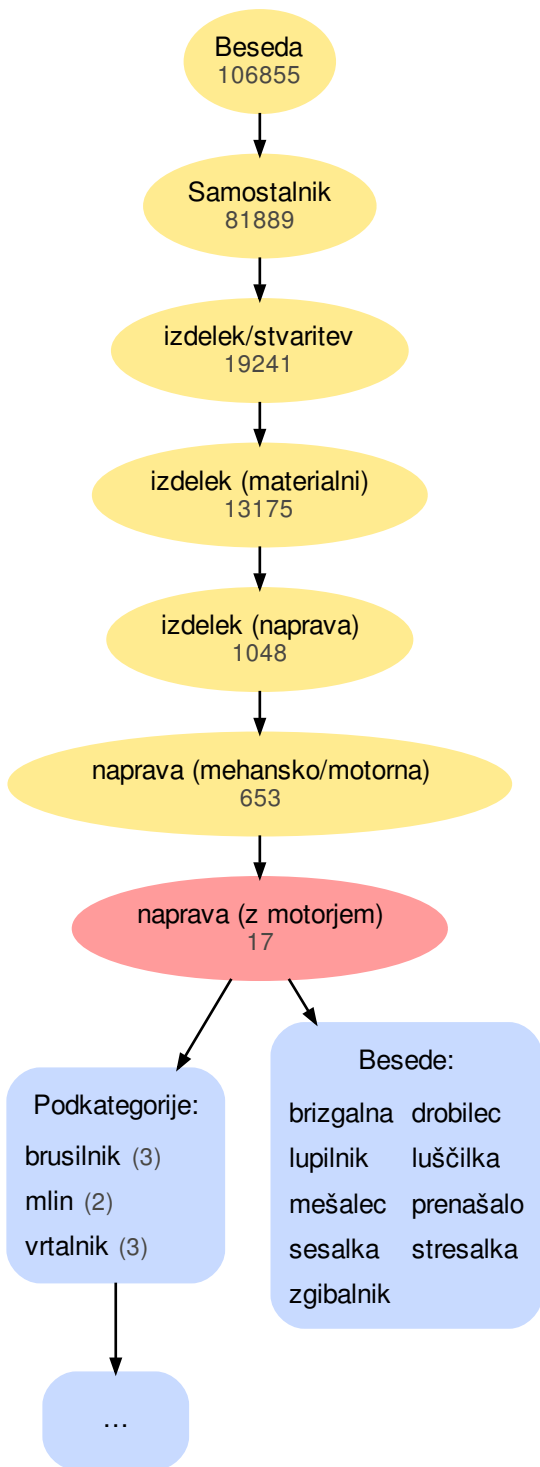 Beseda
106855
Samostalnik
81889
izdelek/stvaritev
19241
izdelek (materialni)
13175
izdelek (naprava)
1048
naprava (mehansko/motorna)
653
naprava (z motorjem)
17
Podkategorije:
brusilnik (3)
mlin (2)
vrtalnik (3)
...
Besede:
brizgalna drobilec
lupilnik luščilka
mešalec prenašalo
sesalka stresalka
zgibalnik